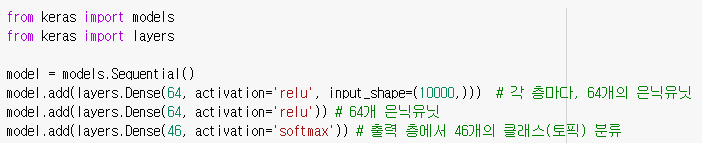 from keras import models
from keras import layers
model = models.Sequential()
model.add(layers.Dense(64, activation='relu', input_shape=(10000,))) # 각 층마다, 64개의 은닉유닛
model.add(layers.Dense(64, activation='relu')) # 64개 은닉유닛
model.add(layers.Dense(46, activation='softmax')) # 출력 층에서 46개의 클래스(토픽) 분류